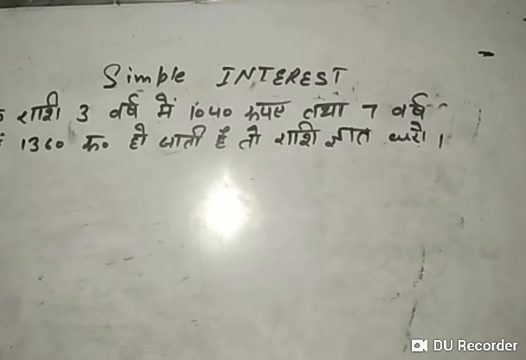 Simple INTEREST
राशि 3 वर्ष में 1040 रूपए तथा 7 वर्ष
1360 रू० हो जाती है तो राशि ज्ञात करो।
DU Recorder